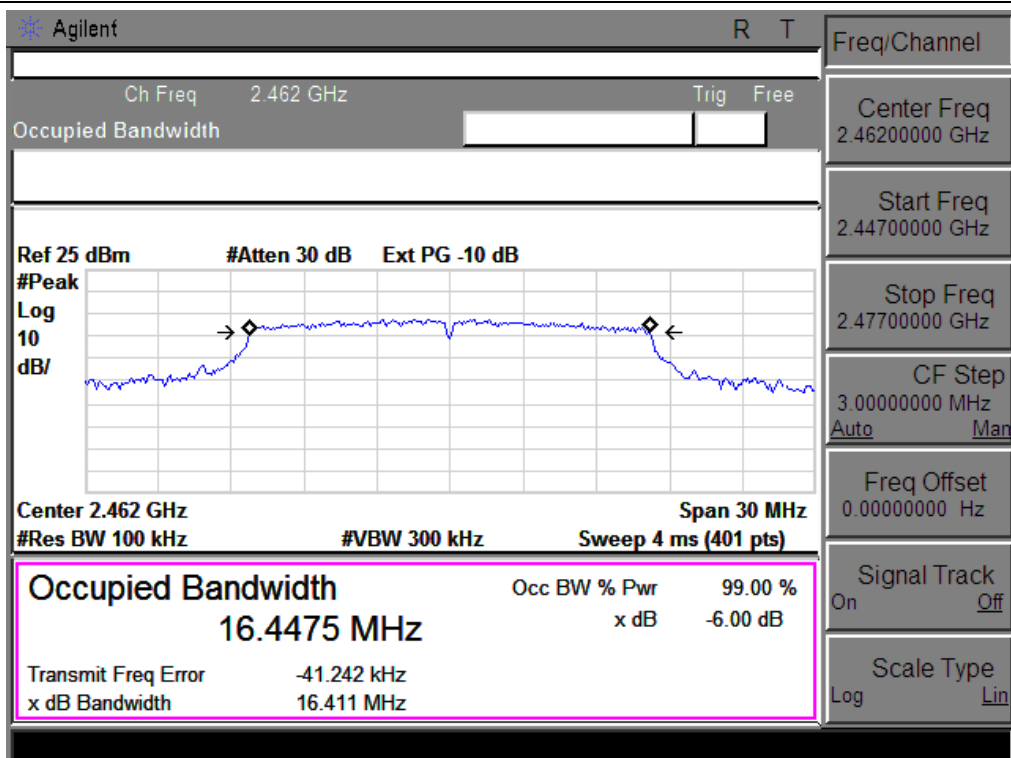 Agilent R T
Ch Freq 2.462 GHz Trig Free
Occupied Bandwidth
Ref 25 dBm #Atten 30 dB Ext PG -10 dB
#Peak
Log
10
dB/
Center 2.462 GHz Span 30 MHz
#Res BW 100 kHz #VBW 300 kHz Sweep 4 ms (401 pts)
Occupied Bandwidth Occ BW % Pwr 99.00 %
16.4475 MHz x dB -6.00 dB
Transmit Freq Error -41.242 kHz
x dB Bandwidth 16.411 MHz
Freq/Channel
Center Freq
2.46200000 GHz
Start Freq
2.44700000 GHz
Stop Freq
2.47700000 GHz
CF Step
3.00000000 MHz
Auto Man
Freq Offset
0.00000000 Hz
Signal Track
On Off
Scale Type
Log Lin